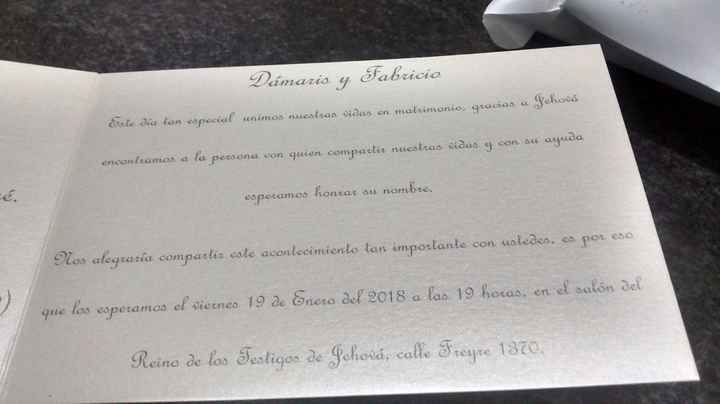 Dámaris y Fabricio
Este día tan especial unimos nuestras vidas en matrimonio, gracias a Jehová
encontramos a la persona von quien compartir nuestras vidas y con su ayuda
esperamos honrar su nombre.
Nos alegraría compartir este acontecimiento tan importante con ustedes, es por eso
que los esperamos el viernes 19 de Enero del 2018 a las 19 horas, en el salón del
Reino de los Testigos de Jehová, calle Freyre 1370.
é.
)